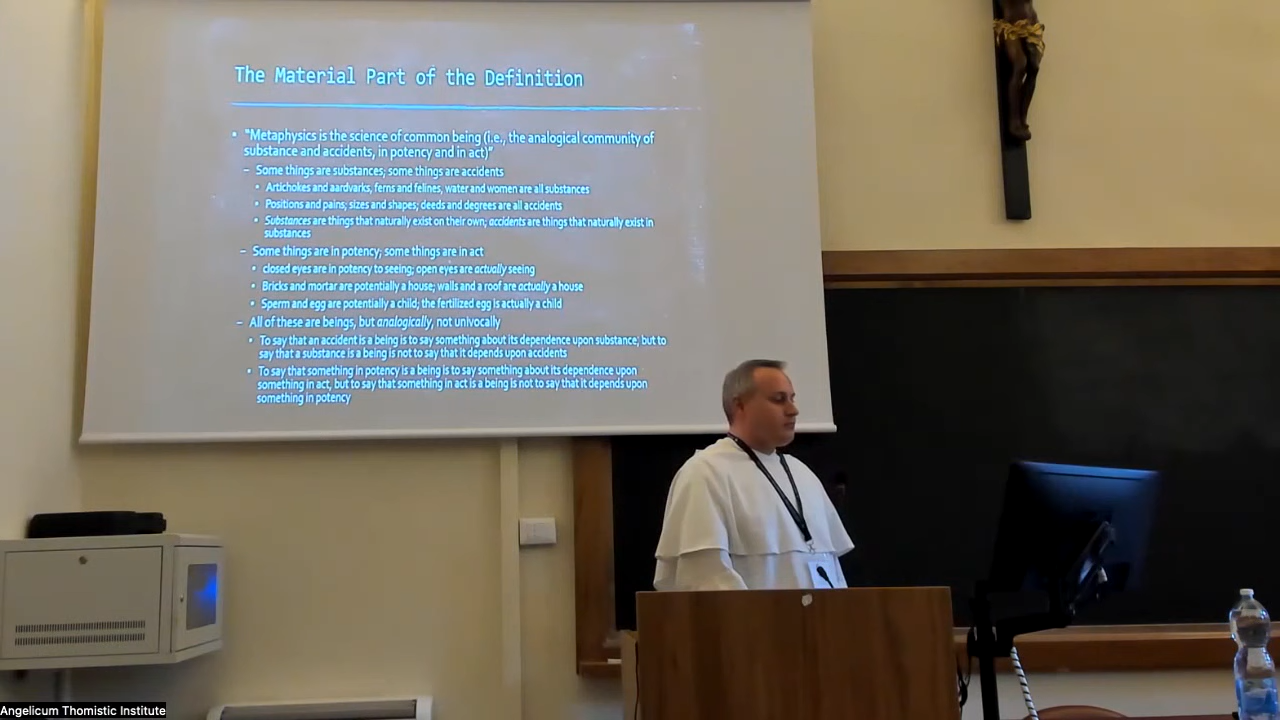 The Material Part of the Definition
• "Metaphysics is the science of common being (i.e., the analogical community of
substance and accidents, in potency and in act)"
– Some things are substances; some things are accidents
• Artichokes and aardvarks, ferns and felines, water and women are all substances
• Positions and pains; sizes and shapes; deeds and degrees are all accidents
• Substances are things that naturally exist on their own; accidents are things that naturally exist in
substances
– Some things are in potency; some things are in act
• closed eyes are in potency to seeing; open eyes are actually seeing
• Bricks and mortar are potentially a house; walls and a roof are actually a house
• Sperm and egg are potentially a child; the fertilized egg is actually a child
– All of these are beings, but analogically, not univocally
• To say that an accident is a being is to say something about its dependence upon substance; but to
say that a substance is a being is not to say that it depends upon accidents
• To say that something in potency is a being is to say something about its dependence upon
something in act, but to say that something in act is a being is not to say that it depends upon
something in potency
Angelicum Thomistic Institute